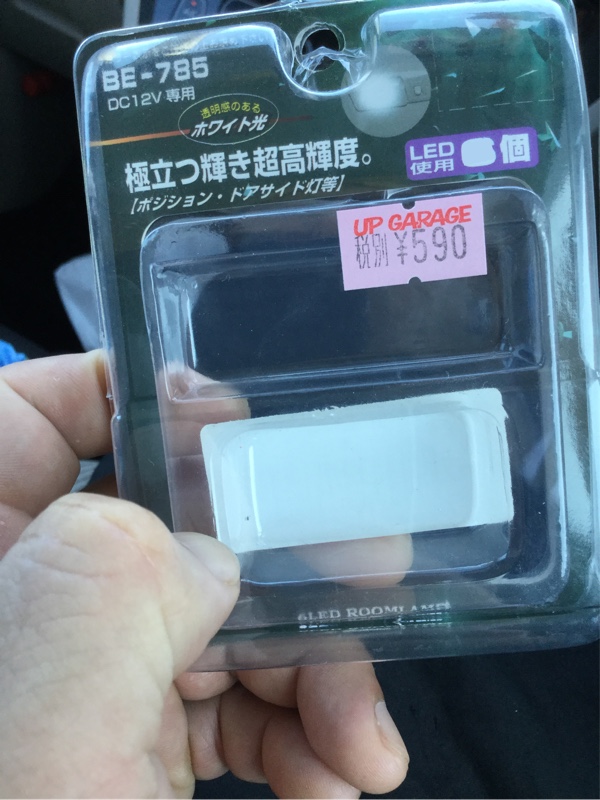 BE-785
DC12V専用
透明感のある
ホワイト光
極立つ輝き超高輝度。
【ポジション・ドアサイド灯等】
LED
使用
個
UP GARAGE
税別 ¥590
6LED ROOMLAMP